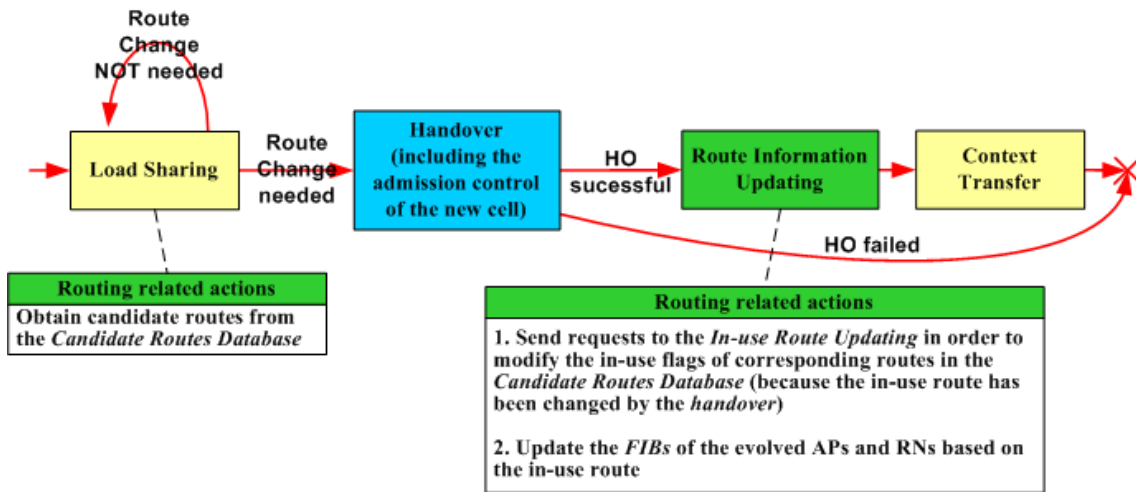 Route
Change
NOT needed
Load Sharing
Route
Change
needed
Handover
(including the
admission control
of the new cell)
HO
sucessful
Route Information
Updating
Context
Transfer
HO failed
Routing related actions
Obtain candidate routes from
the Candidate Routes Database
Routing related actions
1. Send requests to the In-use Route Updating in order to
modify the in-use flags of corresponding routes in the
Candidate Routes Database (because the in-use route has
been changed by the handover)
2. Update the FIBs of the evolved APs and RNs based on
the in-use route